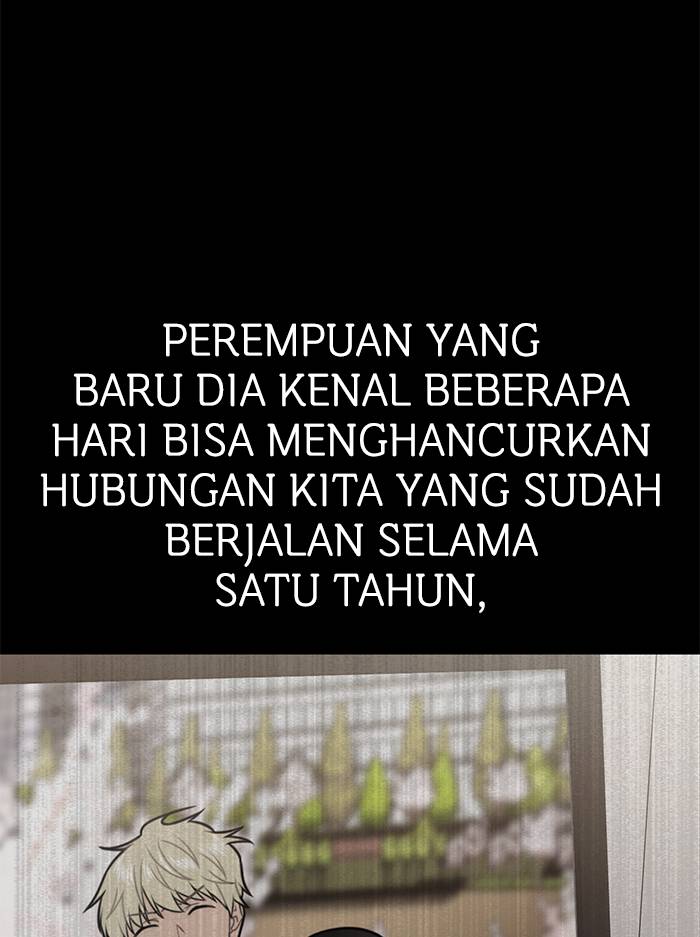 PEREMPUAN YANG
BARU DIA KENAL BEBERAPA
HARI BISA MENGHANCURKAN
HUBUNGAN KITA YANG SUDAH
BERJALAN SELAMA
SATU TAHUN,